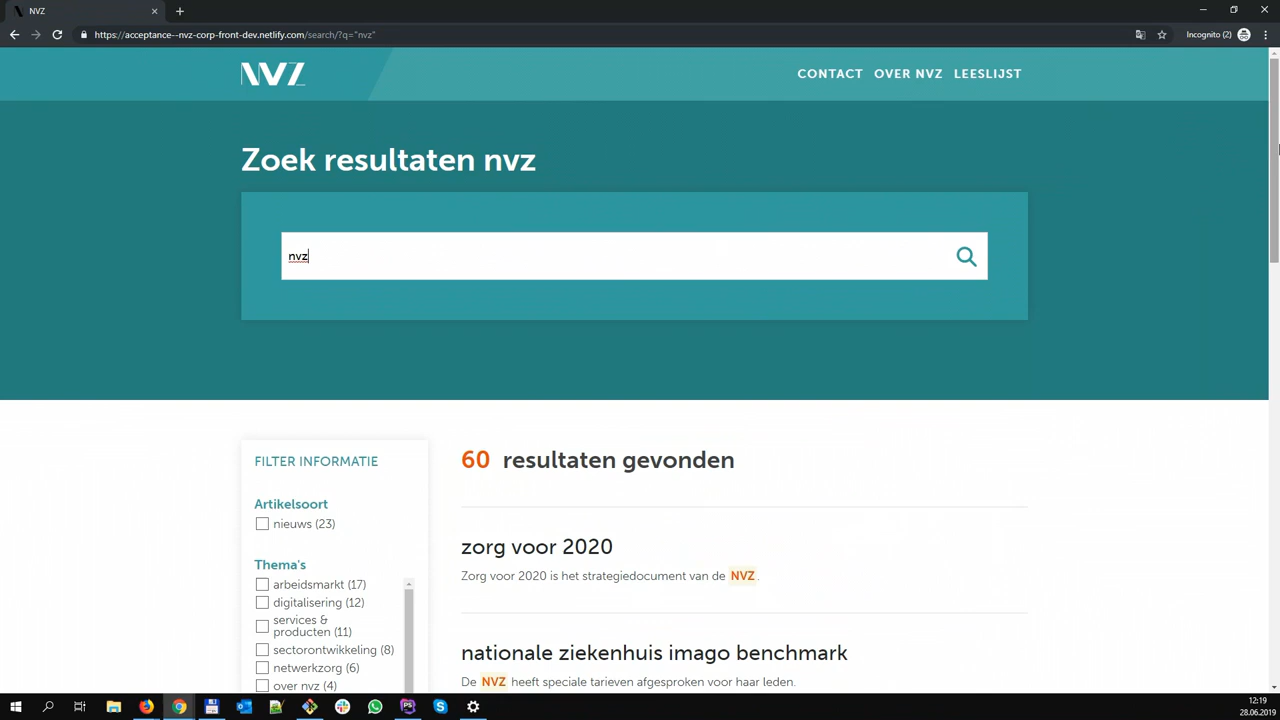 NVZ
https://acceptance--nvz-corp-front-dev.netlify.com/search/?q="nvz"
Incognito (2)
NVZ
CONTACT OVER NVZ LEESLIJST
Zoek resultaten nvz
nvz
FILTER INFORMATIE
Artikelsoort
nieuws (23)
Thema's
arbeidsmarkt (17)
digitalisering (12)
services &
producten (11)
sectorontwikkeling (8)
netwerkzorg (6)
over nvz (4)
60 resultaten gevonden
zorg voor 2020
Zorg voor 2020 is het strategiedocument van de NVZ .
nationale ziekenhuis imago benchmark
De NVZ heeft speciale tarieven afgesproken voor haar leden.
12:19
28.06.2019